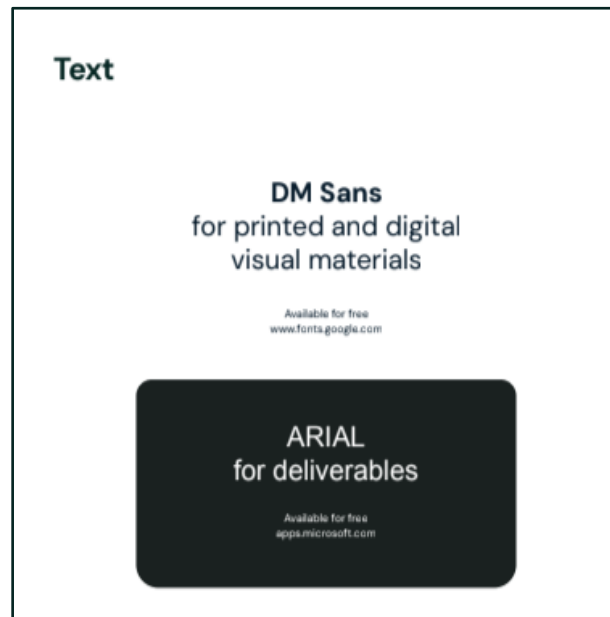 Text
DM Sans
for printed and digital
visual materials
Available for free
www.fonts.google.com
ARIAL
for deliverables
Available for free
apps.microsoft.com